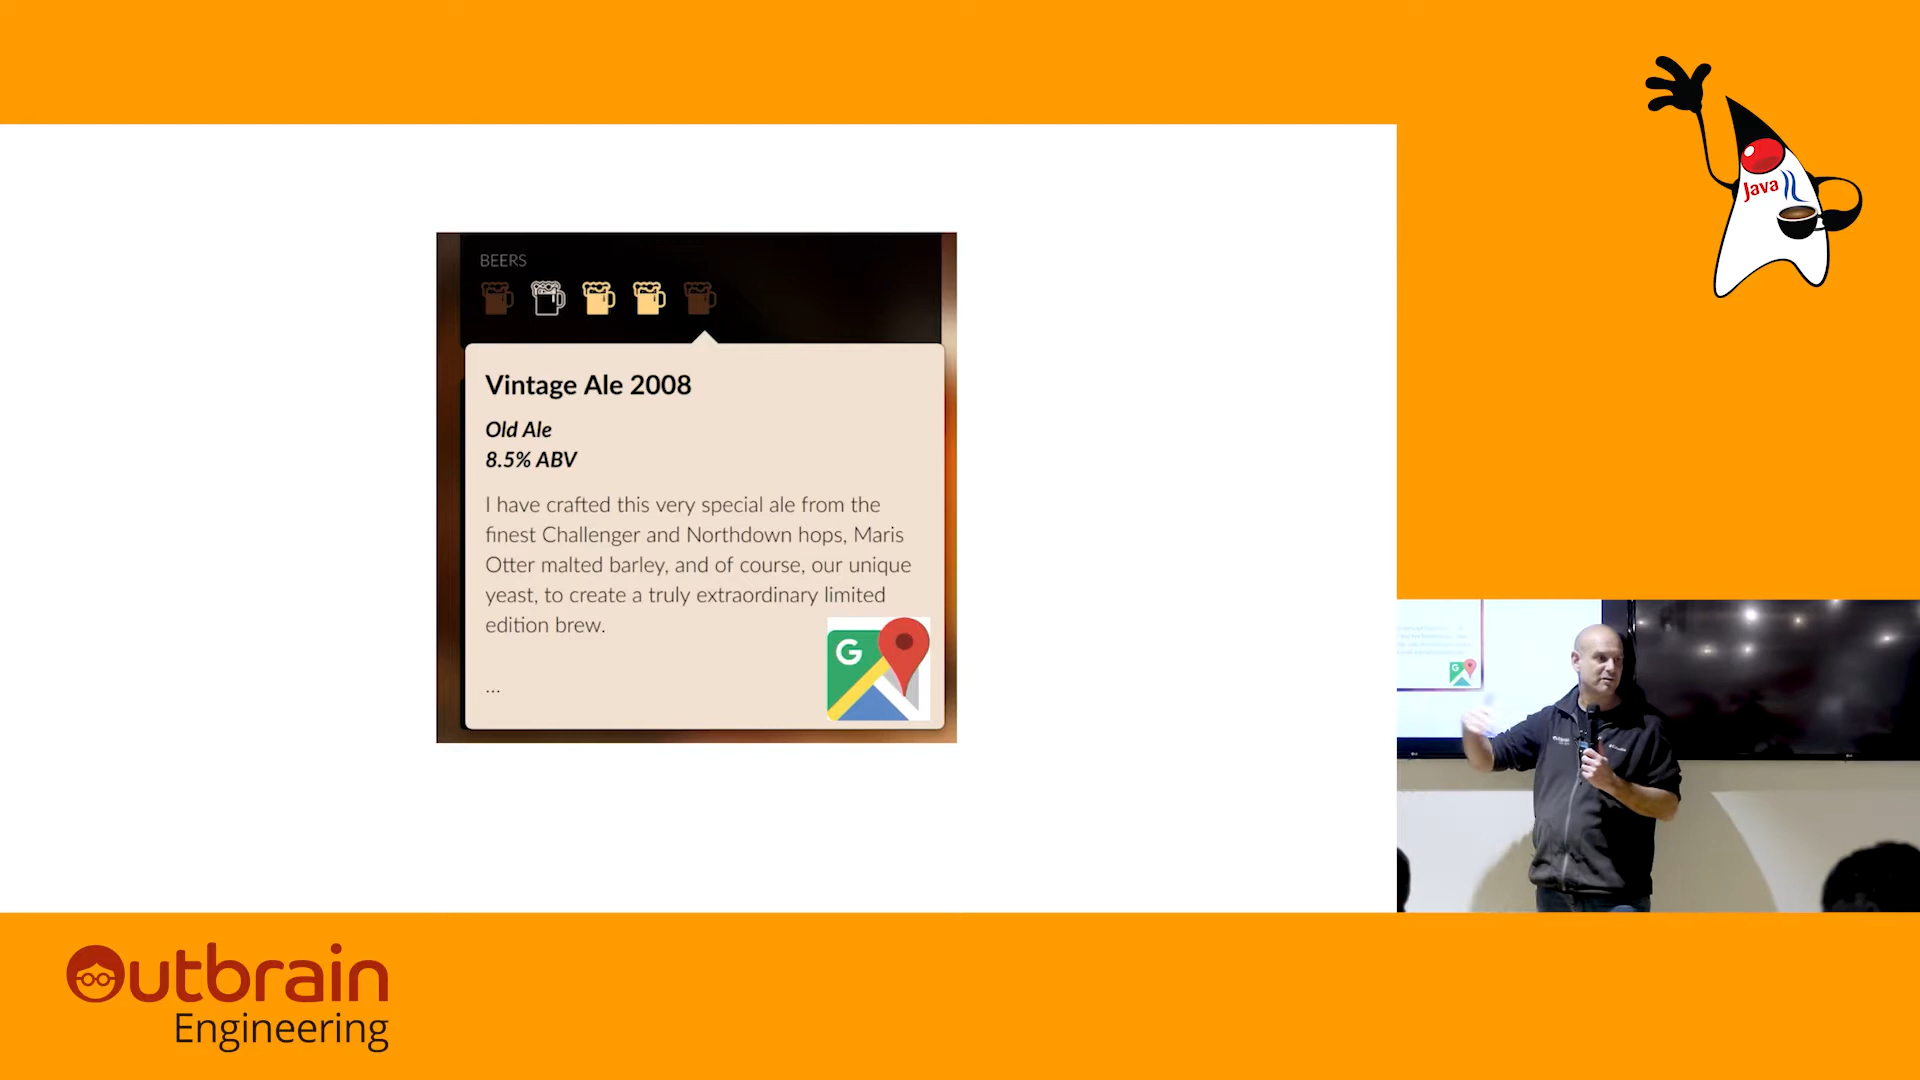 BEERS
Vintage Ale 2008
Old Ale
8.5% ABV
I have crafted this very special ale from the
finest Challenger and Northdown hops, Maris
Otter malted barley, and of course, our unique
yeast, to create a truly extraordinary limited
edition brew.
...
G
Java
Outbrain
Engineering